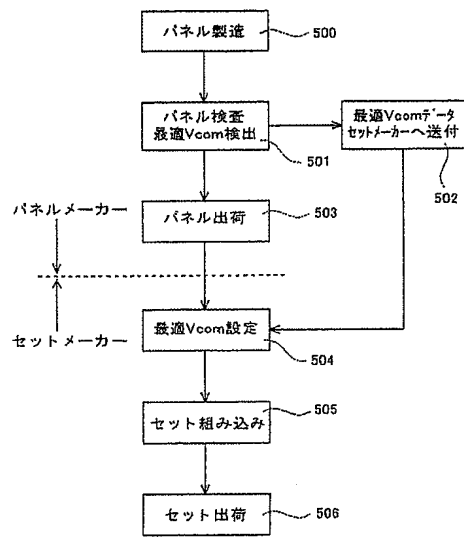 パネル製造
500
パネル検査
最適Vcom検出
501
最適Vcomデータ
セットメーカーへ送付
502
パネルメーカー
パネル出荷
503
セットメーカー
最適Vcom設定
504
セット組み込み
505
セット出荷
506